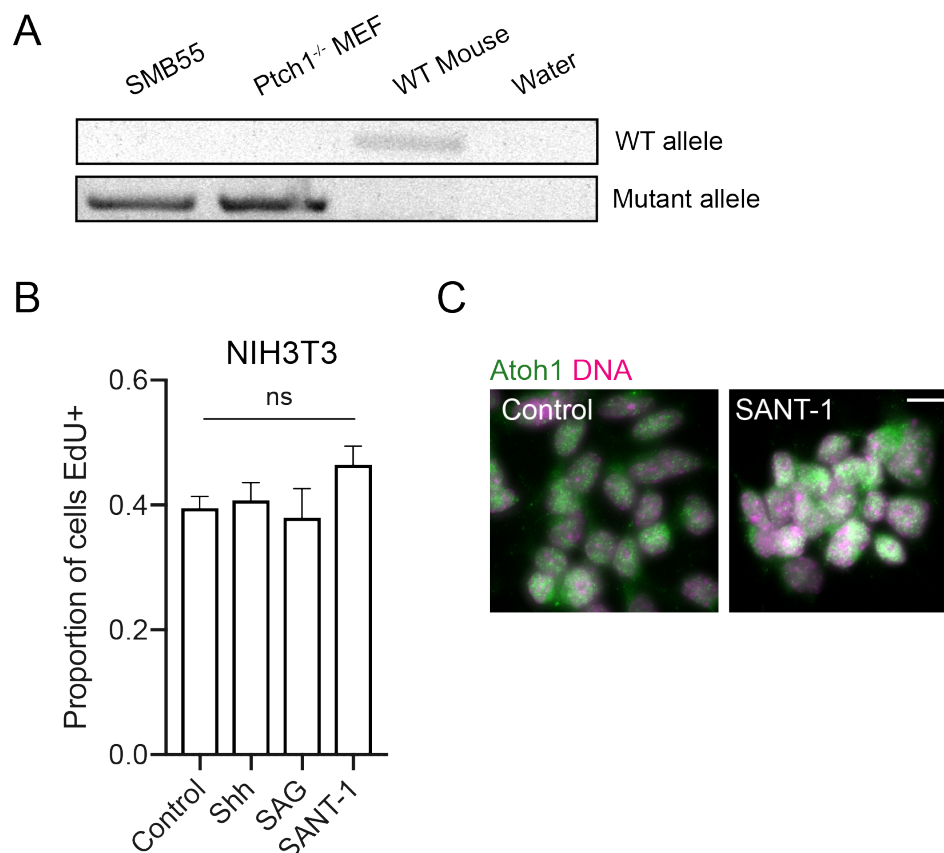 A
SMB55
Ptch1-/- MEF
WT Mouse
Water
WT allele
Mutant allele
B
NIH3T3
ns
Proportion of cells EdU+
0.6
0.4
0.2
0.0
Control
Shh
SAG
SANT-1
C
Atoh1 DNA
Control
SANT-1